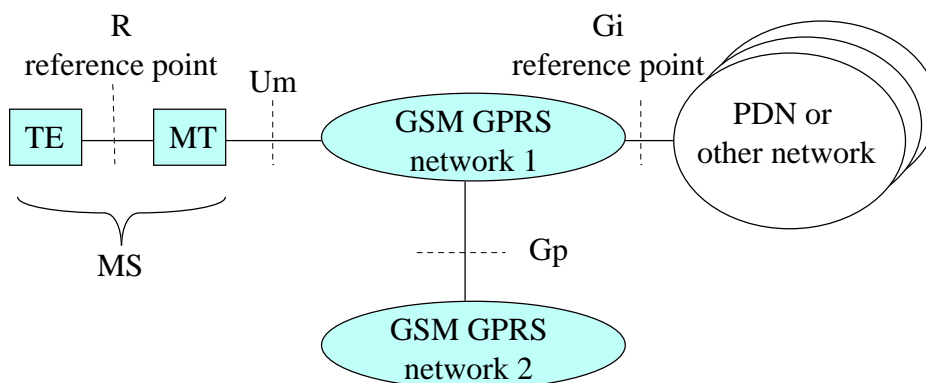 R
reference point
Gi
reference point
Um
TE
MT
GSM GPRS
network 1
PDN or
other network
MS
Gp
GSM GPRS
network 2